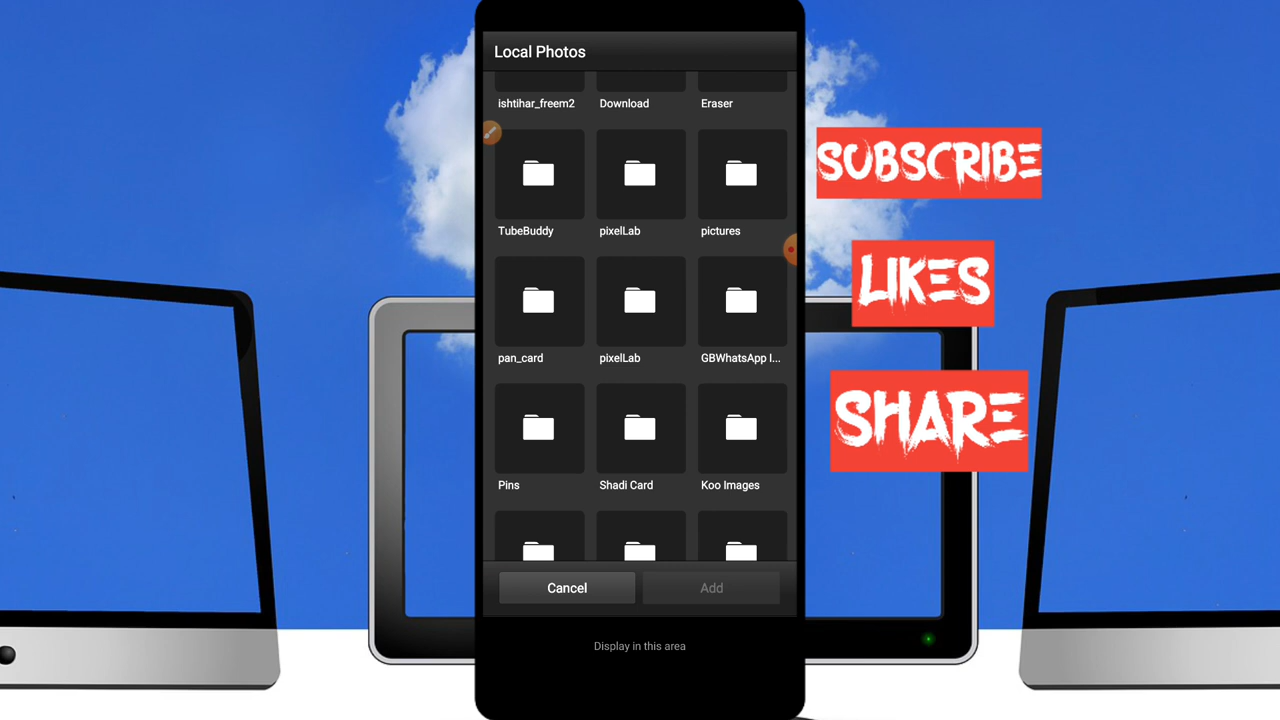 Local Photos
ishtihar_freem2 Download Eraser
TubeBuddy pixelLab pictures
pan_card pixelLab GBWhatsApp I...
Pins Shadi Card Koo Images
Cancel Add
Display in this area
SUBSCRIBE
LIKES
SHARE